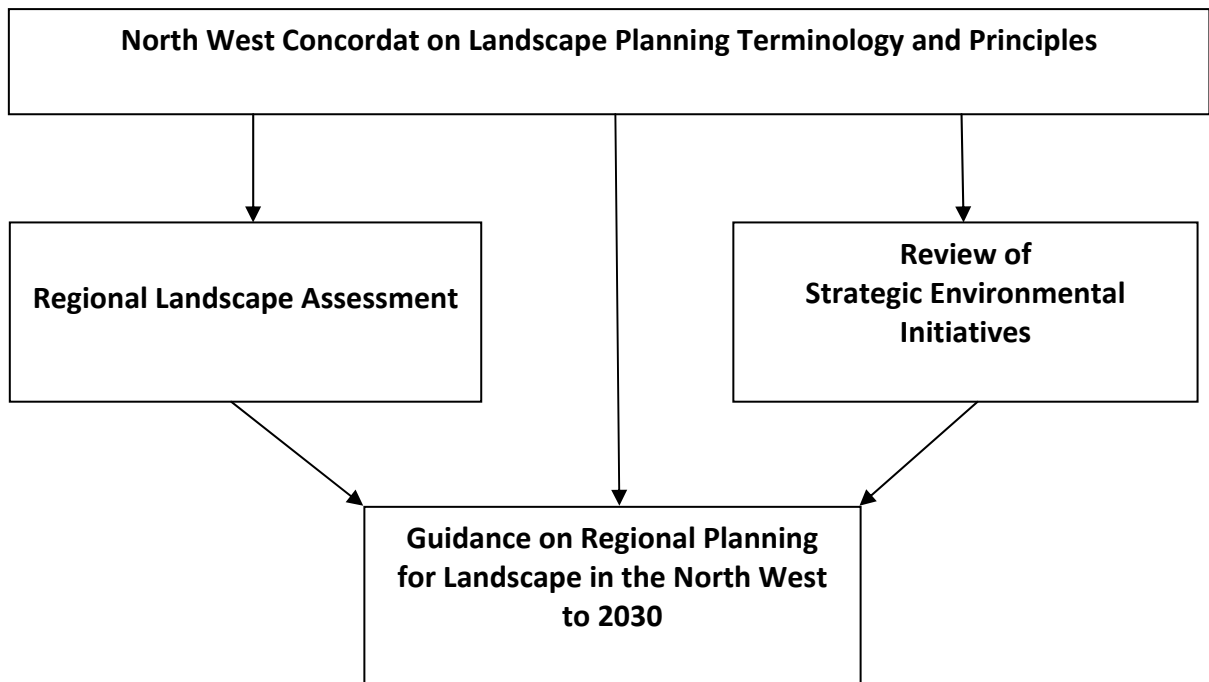 North West Concordat on Landscape Planning Terminology and Principles
Regional Landscape Assessment
Review of
Strategic Environmental
Initiatives
Guidance on Regional Planning
for Landscape in the North West
to 2030